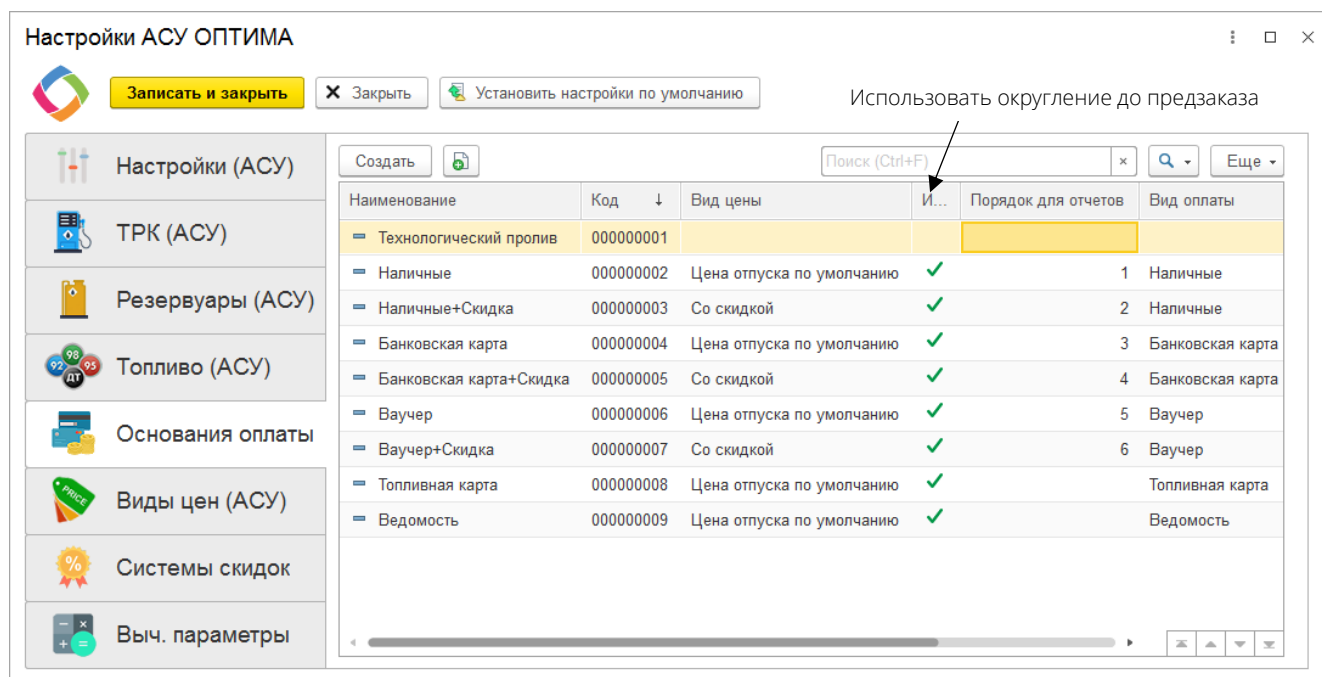 Настройки АСУ ОПТИМА
Записать и закрыть
Закрыть
Установить настройки по умолчанию
Использовать округление до предзаказа
Настройки (АСУ)
ТРК (АСУ)
Резервуары (АСУ)
98
92
95
ДТ
Топливо (АСУ)
Основания оплаты
PRICE
Виды цен (АСУ)
%
Системы скидок
Выч. параметры
Создать
Поиск (Ctrl+F)
Еще
Наименование Код ↓ Вид цены И... Порядок для отчетов Вид оплаты
Технологический пролив 000000001
Наличные 000000002 Цена отпуска по умолчанию ✓ 1 Наличные
Наличные+Скидка 000000003 Со скидкой ✓ 2 Наличные
Банковская карта 000000004 Цена отпуска по умолчанию ✓ 3 Банковская карта
Банковская карта+Скидка 000000005 Со скидкой ✓ 4 Банковская карта
Ваучер 000000006 Цена отпуска по умолчанию ✓ 5 Ваучер
Ваучер+Скидка 000000007 Со скидкой ✓ 6 Ваучер
Топливная карта 000000008 Цена отпуска по умолчанию ✓ Топливная карта
Ведомость 000000009 Цена отпуска по умолчанию ✓ Ведомость